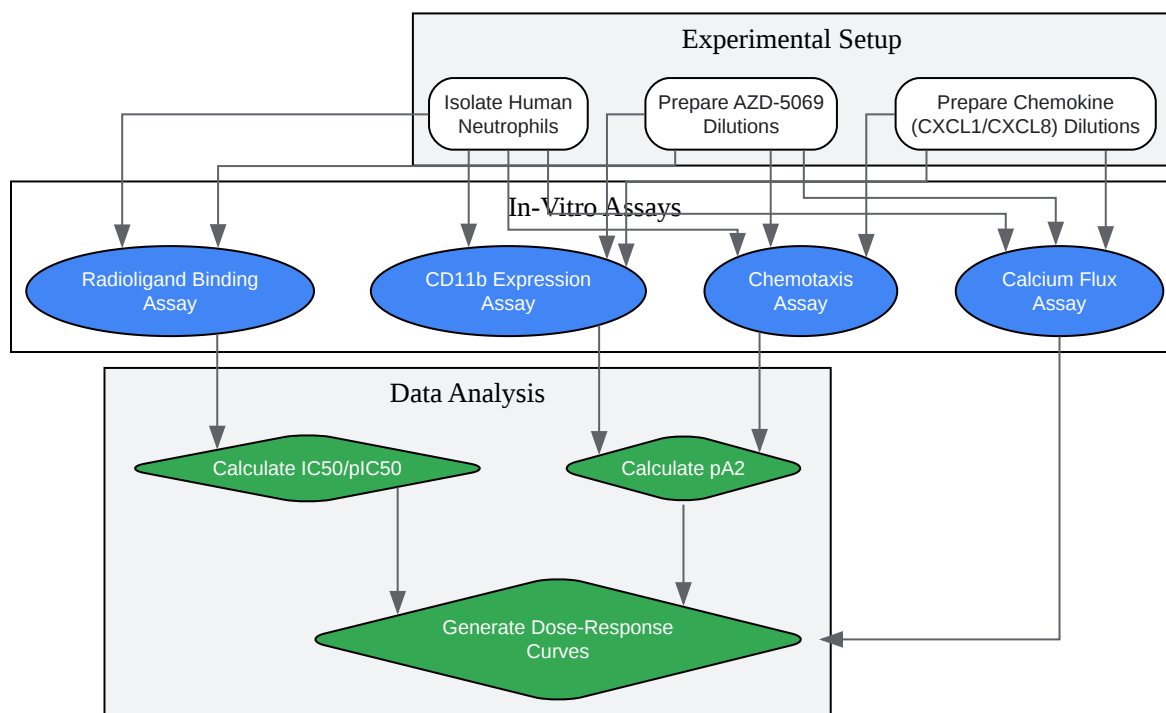 Experimental Setup
Isolate Human
Neutrophils
Prepare AZD-5069
Dilutions
Prepare Chemokine
(CXCL1/CXCL8) Dilutions
In-Vitro Assays
Radioligand Binding
Assay
CD11b Expression
Assay
Chemotaxis
Assay
Calcium Flux
Assay
Data Analysis
Calculate IC50/pIC50
Calculate pA2
Generate Dose-Response
Curves